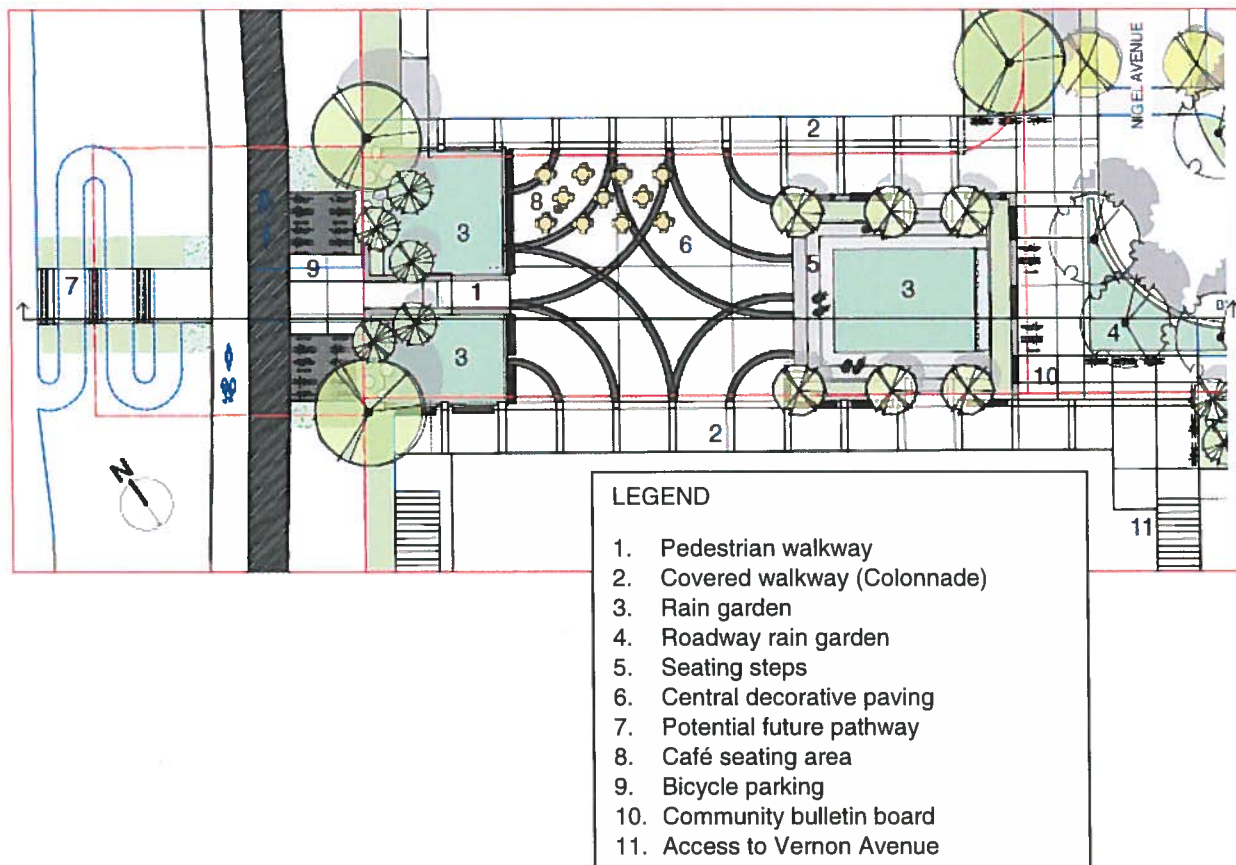 NIGEL AVENUE
2
8
3
6
7
9
1
5
3
3
4
10
2
N
11
LEGEND
1. Pedestrian walkway
2. Covered walkway (Colonnade)
3. Rain garden
4. Roadway rain garden
5. Seating steps
6. Central decorative paving
7. Potential future pathway
8. Café seating area
9. Bicycle parking
10. Community bulletin board
11. Access to Vernon Avenue